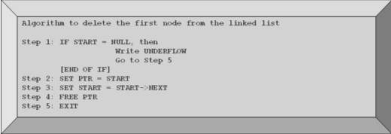 Algorithm to delete the first node from the linked list
Step 1: IF START = NULL, then
Write UNDERFLOW
Go to Step 5
[END OF IF]
Step 2: SET PTR = START
Step 3: SET START = START->NEXT
Step 4: FREE PTR
Step 5: EXIT